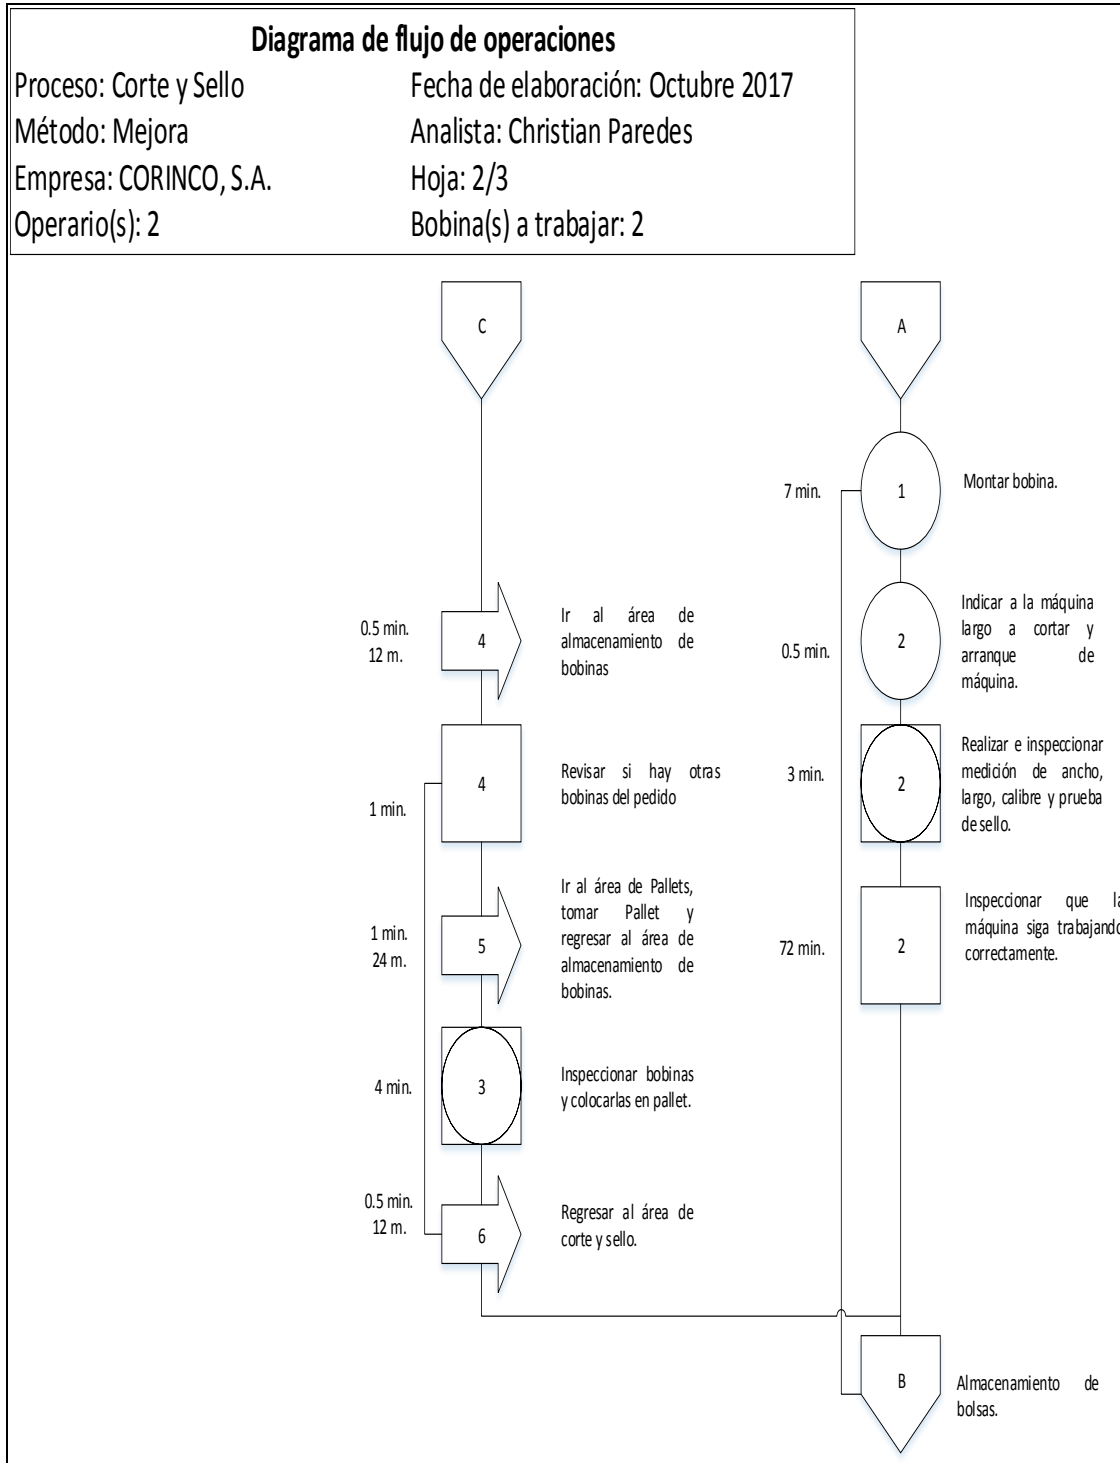 Diagrama de flujo de operaciones
Proceso: Corte y Sello
Fecha de elaboración: Octubre 2017
Método: Mejora
Analista: Christian Paredes
Empresa: CORINCO, S.A.
Hoja: 2/3
Operario(s): 2
Bobina(s) a trabajar: 2
C
0.5 min.
12 m.
4
Ir al área de
almacenamiento de
bobinas
1 min.
4
Revisar si hay otras
bobinas del pedido
1 min.
24 m.
5
Ir al área de Pallets,
tomar Pallet y
regresar al área de
almacenamiento de
bobinas.
4 min.
3
Inspeccionar bobinas
y colocarlas en pallet.
0.5 min.
12 m.
6
Regresar al área de
corte y sello.
A
7 min.
1
Montar bobina.
0.5 min.
2
Indicar a la máquina
largo a cortar y
arranque de
máquina.
3 min.
2
Realizar e inspeccionar
medición de ancho,
largo, calibre y prueba
de sello.
72 min.
2
Inspeccionar que la
máquina siga trabajando
correctamente.
B
Almacenamiento de
bolsas.